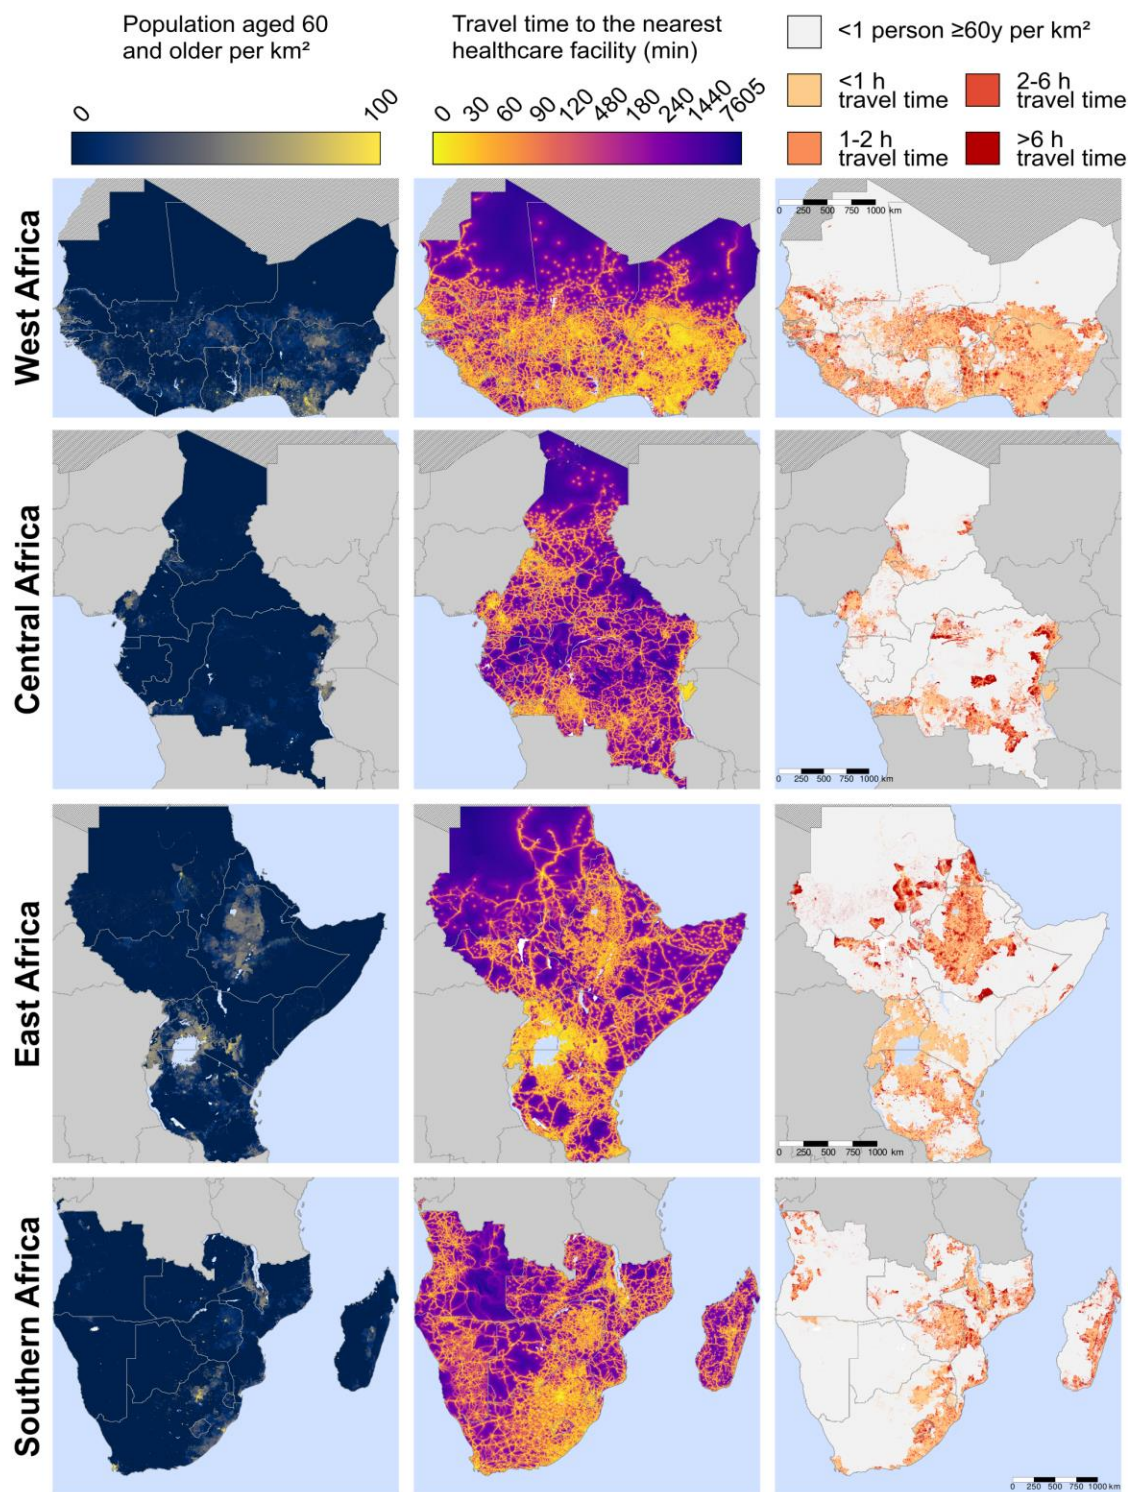 Population aged 60
and older per km²
0
100
Travel time to the nearest
healthcare facility (min)
0
30
60
90
120
480
180
240
1440
7605
<1 person ≥60y per km²
<1 h
travel time
2-6 h
travel time
1-2 h
travel time
>6 h
travel time
West Africa
0 250 500 750 1000 km
Central Africa
0 250 500 750 1000 km
East Africa
0 250 500 750 1000 km
Southern Africa
0 250 500 750 1000 km